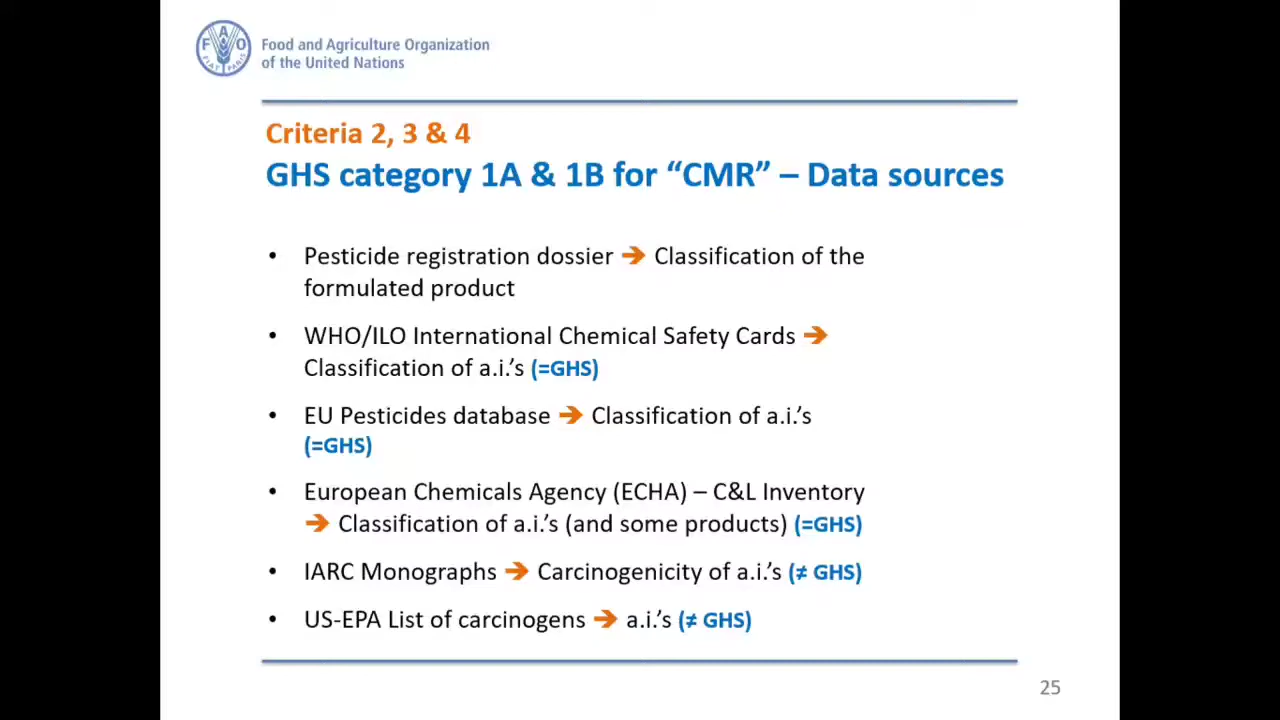 Food and Agriculture Organization
of the United Nations
Criteria 2, 3 & 4
GHS category 1A & 1B for “CMR” – Data sources
• Pesticide registration dossier ➔ Classification of the
formulated product
• WHO/ILO International Chemical Safety Cards ➔
Classification of a.i.’s (=GHS)
• EU Pesticides database ➔ Classification of a.i.’s
(=GHS)
• European Chemicals Agency (ECHA) – C&L Inventory
➔ Classification of a.i.’s (and some products) (=GHS)
• IARC Monographs ➔ Carcinogenicity of a.i.’s (≠ GHS)
• US-EPA List of carcinogens ➔ a.i.’s (≠ GHS)
25